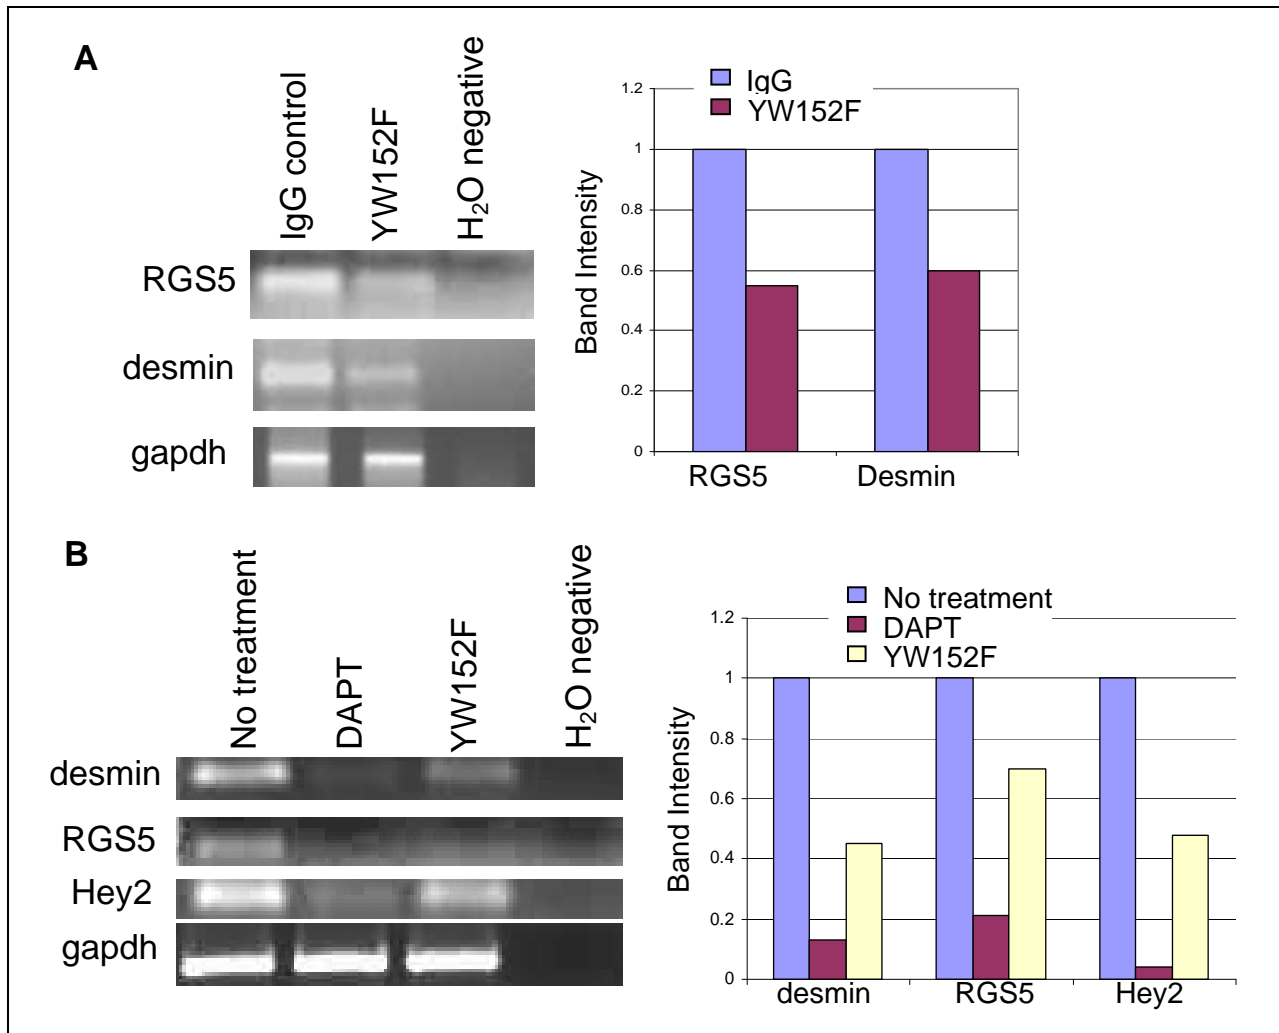 A
IgG control
YW152F
H₂O negative
RGS5
desmin
gapdh
IgG
YW152F
1.2
1
0.8
0.6
0.4
0.2
0
Band Intensity
RGS5 Desmin
B
No treatment
DAPT
YW152F
H₂O negative
desmin
RGS5
Hey2
gapdh
No treatment
DAPT
YW152F
1.2
1
0.8
0.6
0.4
0.2
0
Band Intensity
desmin RGS5 Hey2